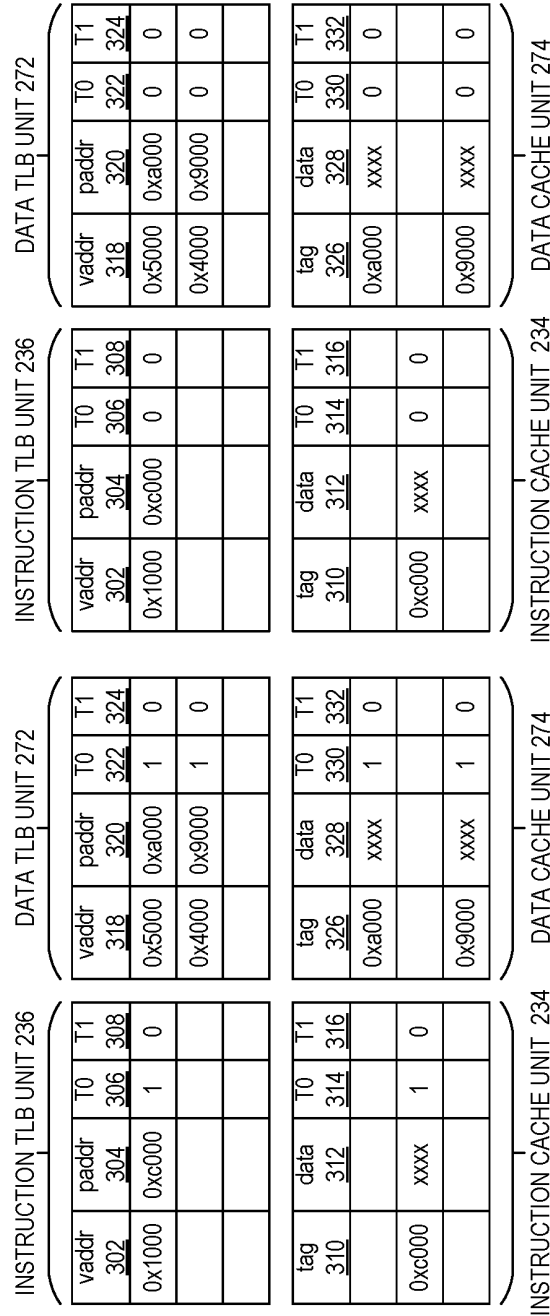 INSTRUCTION TLB UNIT 236
vaddr 302 paddr 304 T0 306 T1 308
0x1000 0xc000 1 0
tag 310 data 312 T0 314 T1 316
0xc000 xxxx 1 0
INSTRUCTION CACHE UNIT 234
DATA TLB UNIT 272
vaddr 318 paddr 320 T0 322 T1 324
0x5000 0xa000 1 0
0x4000 0x9000 1 0
tag 326 data 328 T0 330 T1 332
0xa000 xxxx 1 0
0x9000 xxxx 1 0
DATA CACHE UNIT 274
INSTRUCTION TLB UNIT 236
vaddr 302 paddr 304 T0 306 T1 308
0x1000 0xc000 0 0
tag 310 data 312 T0 314 T1 316
0xc000 xxxx 0 0
INSTRUCTION CACHE UNIT 234
DATA TLB UNIT 272
vaddr 318 paddr 320 T0 322 T1 324
0x5000 0xa000 0 0
0x4000 0x9000 0 0
tag 326 data 328 T0 330 T1 332
0xa000 xxxx 0 0
0x9000 xxxx 0 0
DATA CACHE UNIT 274